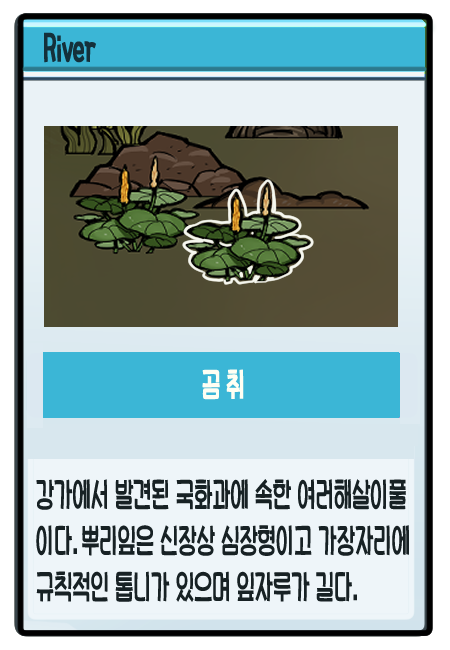 River
곰취
강가에서 발견된 국화과에 속한 여러해살이풀
이다. 뿌리잎은 신장상 심장형이고 가장자리에
규칙적인 톱니가 있으며 잎자루가 길다.